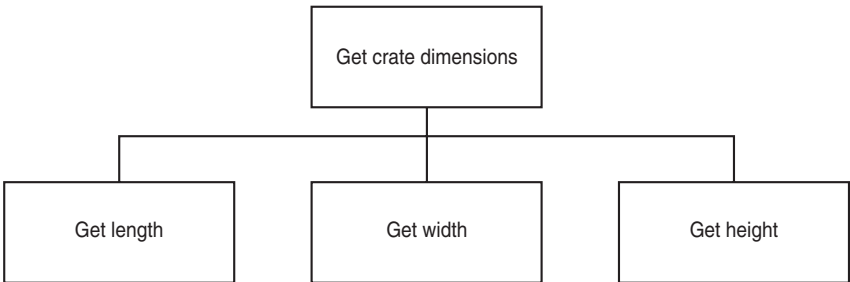 Get crate dimensions
Get length
Get width
Get height